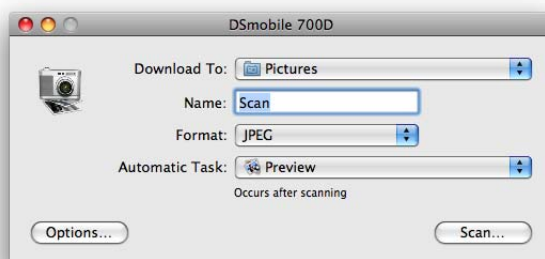 DSmobile 700D
Download To: Pictures
Name: Scan
Format: JPEG
Automatic Task: Preview
Occurs after scanning
Options... Scan...